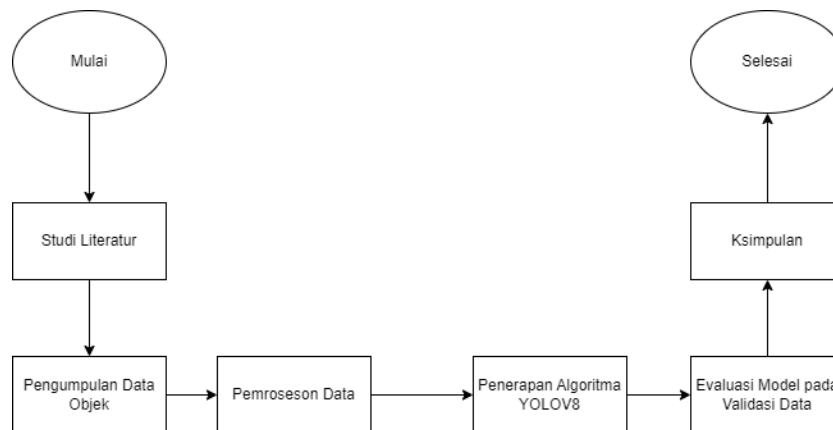 Mulai
Studi Literatur
Pengumpulan Data
Objek
Pemroseson Data
Penerapan Algoritma
YOLOV8
Evaluasi Model pada
Validasi Data
Ksimpulan
Selesai